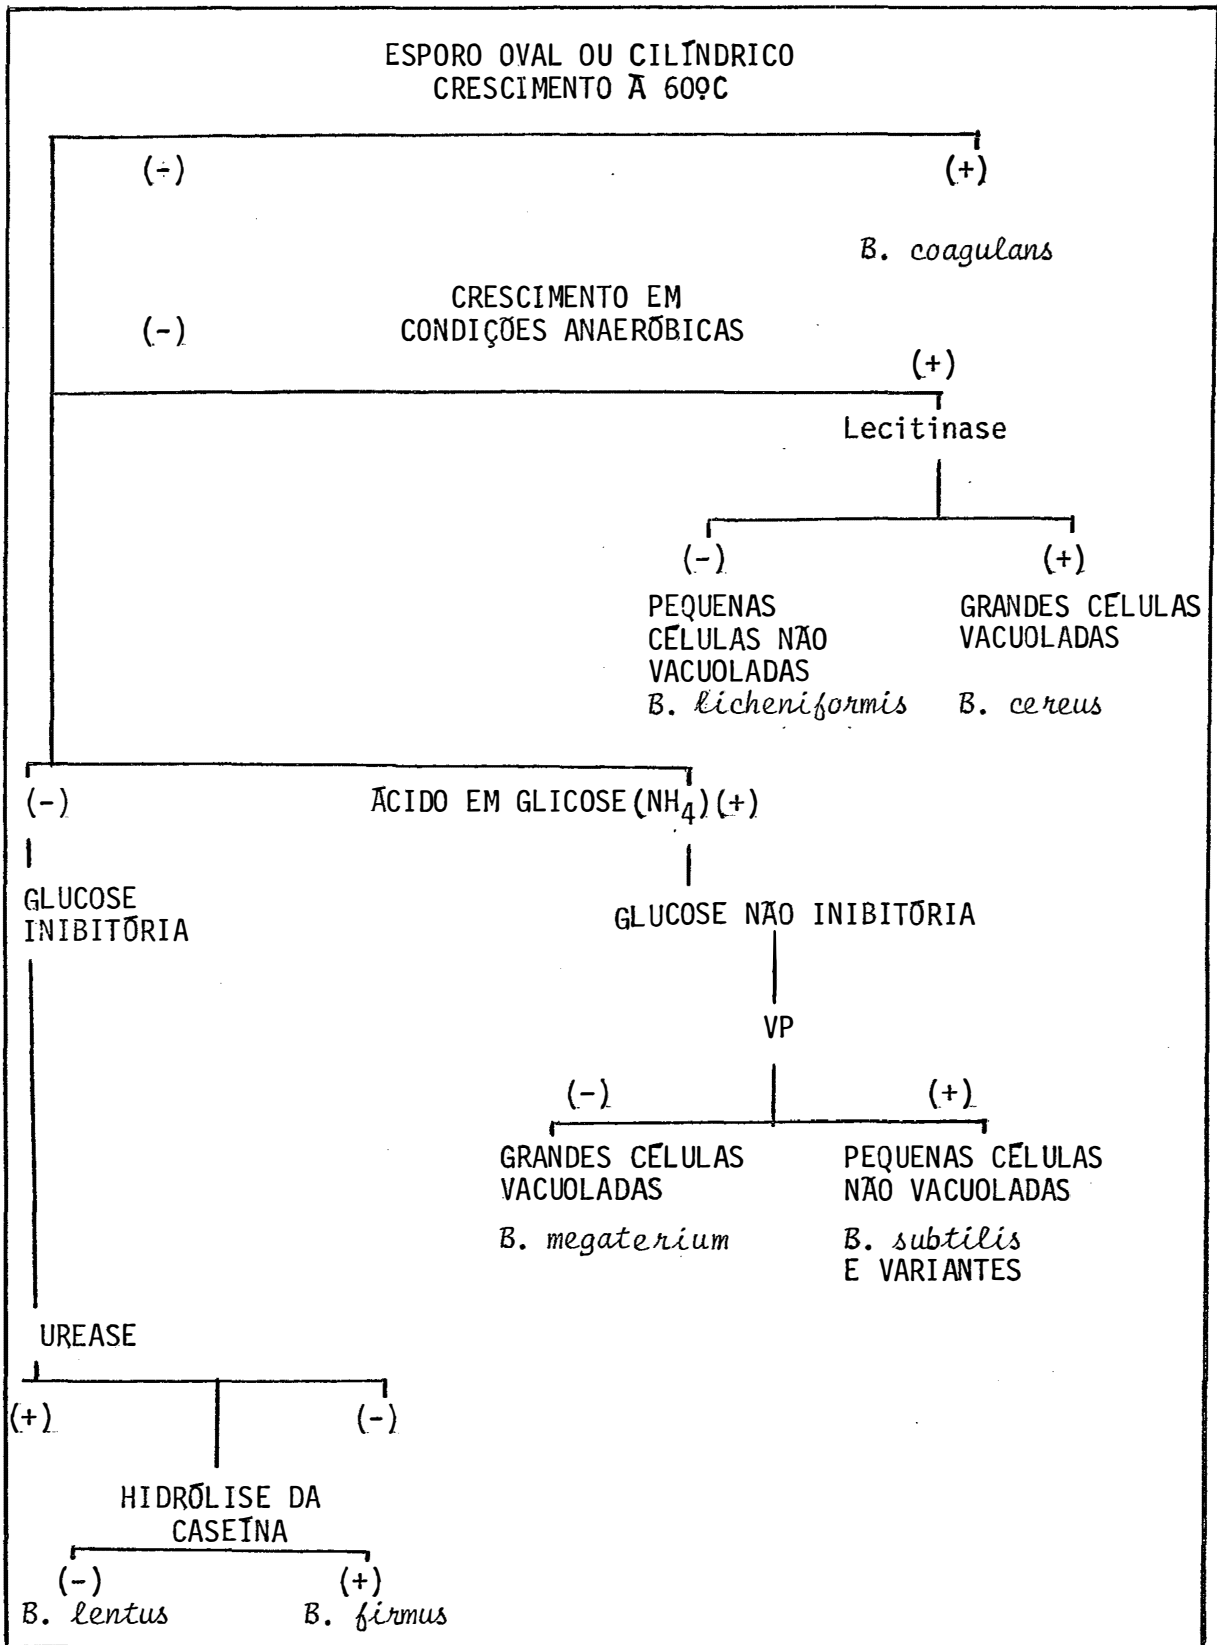 ESPORO OVAL OU CILÍNDRICO
CRESCIMENTO À 60ºC
(-)
(+)
B. coagulans
CRESCIMENTO EM
CONDIÇÕES ANAERÓBICAS
(-)
(+)
Lecitinase
(-)
(+)
PEQUENAS
CÉLULAS NÃO
VACUOLADAS
B. licheniformis
GRANDES CÉLULAS
VACUOLADAS
B. cereus
(-)
ÁCIDO EM GLICOSE(NH4)(+)
GLUCOSE
INIBITÓRIA
GLUCOSE NÃO INIBITÓRIA
VP
(-)
(+)
GRANDES CÉLULAS
VACUOLADAS
B. megaterium
PEQUENAS CÉLULAS
NÃO VACUOLADAS
B. subtilis
E VARIANTES
UREASE
(+)
(-)
HIDRÓLISE DA
CASEÍNA
(-)
(+)
B. lentus
B. firmus